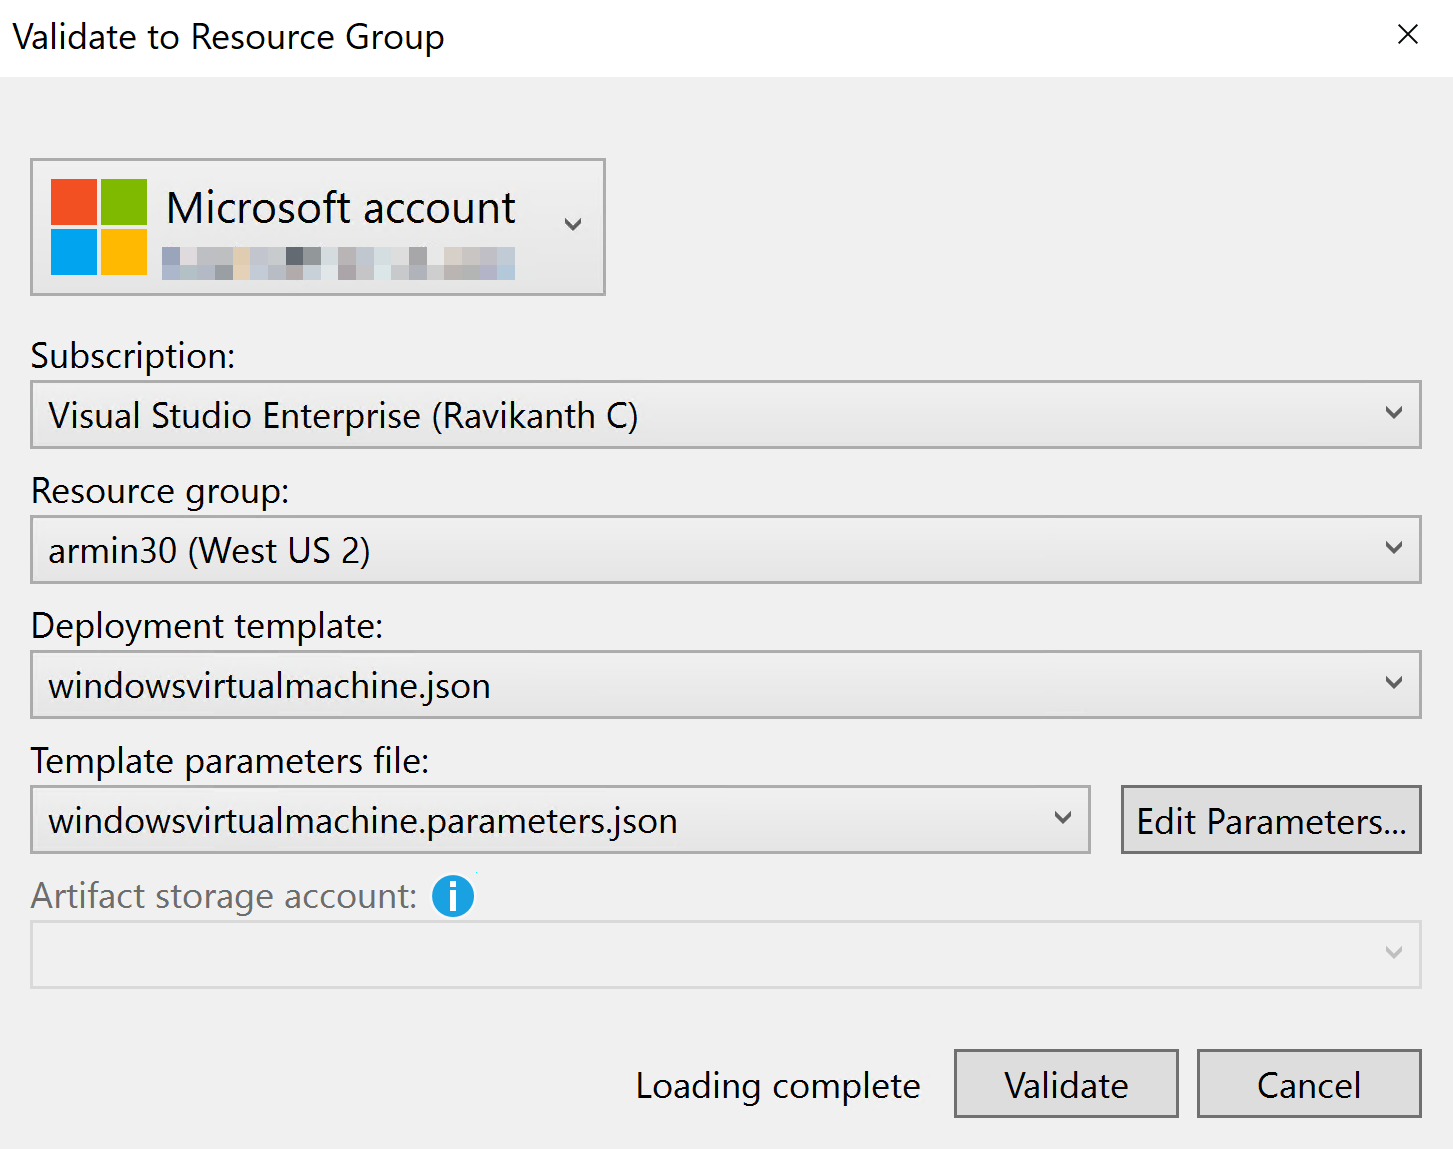 Validate to Resource Group
Microsoft account
Subscription:
Visual Studio Enterprise (Ravikanth C)
Resource group:
armin30 (West US 2)
Deployment template:
windowsvirtualmachine.json
Template parameters file:
windowsvirtualmachine.parameters.json
Edit Parameters...
Artifact storage account:
Loading complete
Validate
Cancel